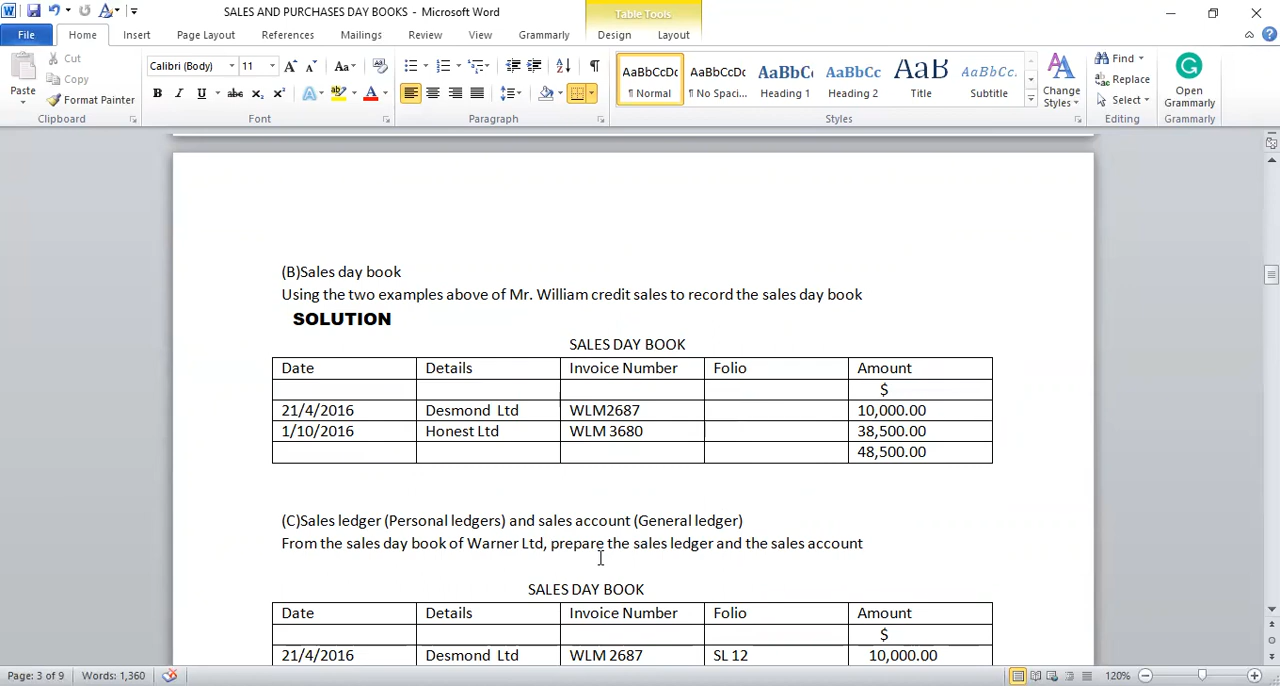 SALES AND PURCHASES DAY BOOKS - Microsoft Word
Table Tools
File Home Insert Page Layout References Mailings Review View Grammarly Design Layout
Paste
Cut
Copy
Format Painter
Clipboard
Calibri (Body) 11
Font
Paragraph
AaBbCcDc AaBbCcDc AaBbC AaBbCc AaB AaBbCc.
¶ Normal ¶ No Spaci... Heading 1 Heading 2 Title Subtitle
Change Styles
Styles
Find
Replace
Select
Editing
Open Grammarly
Grammarly
(B)Sales day book
Using the two examples above of Mr. William credit sales to record the sales day book
SOLUTION
SALES DAY BOOK
Date Details Invoice Number Folio Amount
$
21/4/2016 Desmond Ltd WLM2687 10,000.00
1/10/2016 Honest Ltd WLM 3680 38,500.00
48,500.00
(C)Sales ledger (Personal ledgers) and sales account (General ledger)
From the sales day book of Warner Ltd, prepare the sales ledger and the sales account
SALES DAY BOOK
Date Details Invoice Number Folio Amount
$
21/4/2016 Desmond Ltd WLM 2687 SL 12 10,000.00
Page: 3 of 9 Words: 1,360 120%